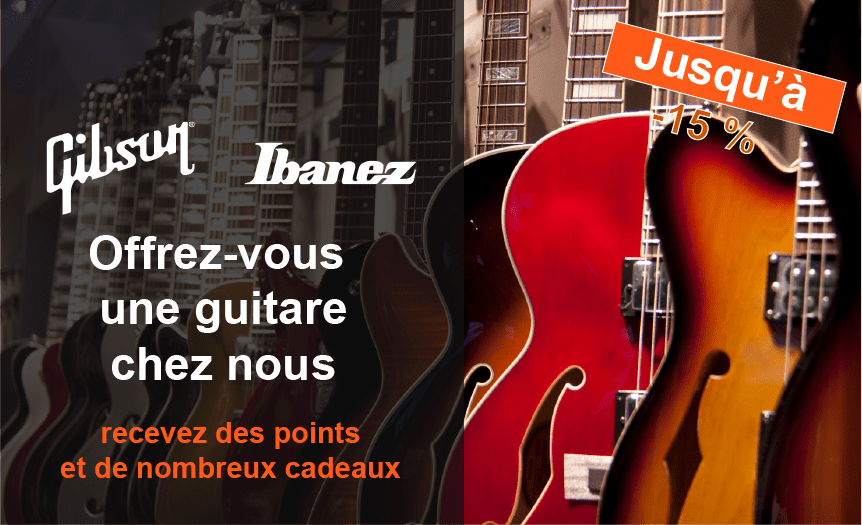 Jusqu'à
-15 %
Gibson®
Ibanez
Offrez-vous
une guitare
chez nous
recevez des points
et de nombreux cadeaux